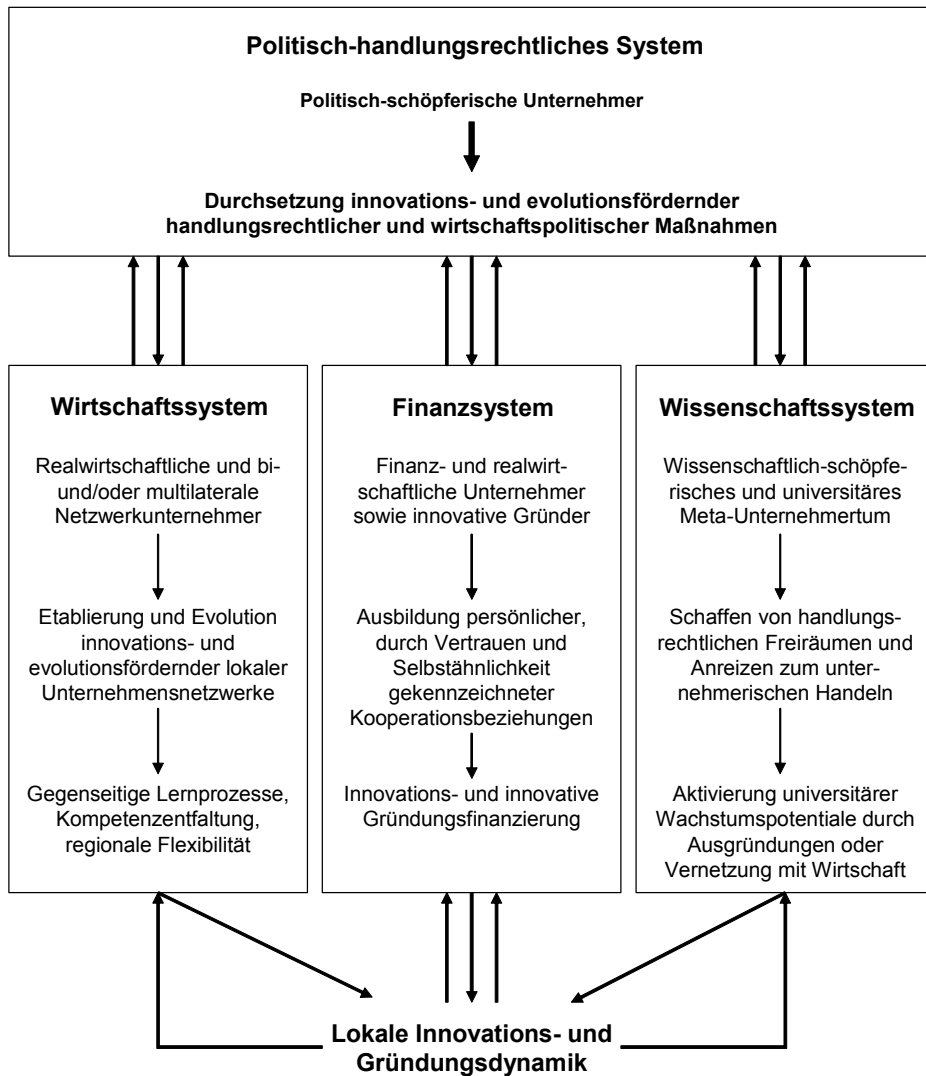 Politisch-handlungsrechtliches System
Politisch-schöpferische Unternehmer
Durchsetzung innovations- und evolutionsfördernder
handlungsrechtlicher und wirtschaftspolitischer Maßnahmen
Wirtschaftssystem
Realwirtschaftliche und bi-
und/oder multilaterale
Netzwerkunternehmer
Etablierung und Evolution
innovations- und
evolutionsfördernder lokaler
Unternehmensnetzwerke
Gegenseitige Lernprozesse,
Kompetenzentfaltung,
regionale Flexibilität
Finanzsystem
Finanz- und realwirt-
schaftliche Unternehmer
sowie innovative Gründer
Ausbildung persönlicher,
durch Vertrauen und
Selbstähnlichkeit
gekennzeichneter
Kooperationsbeziehungen
Innovations- und innovative
Gründungsfinanzierung
Wissenschaftssystem
Wissenschaftlich-schöpfe-
risches und universitäres
Meta-Unternehmertum
Schaffen von handlungs-
rechtlichen Freiräumen und
Anreizen zum unter-
nehmerischen Handeln
Aktivierung universitärer
Wachstumspotentiale durch
Ausgründungen oder
Vernetzung mit Wirtschaft
Lokale Innovations- und
Gründungsdynamik